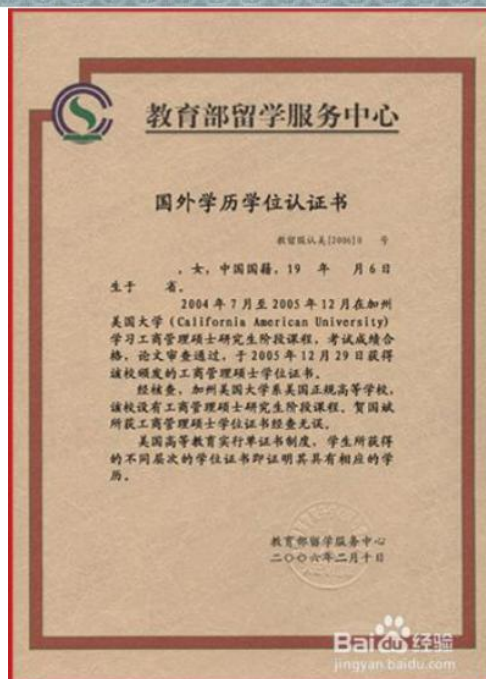 教育部留学服务中心
国外学历学位认证书
教留服认美[2006]0 号
，女，中国国籍，19 年 月6日
生于 省。
2004年7月至2005年12月在加州
美国大学(California American University)
学习工商管理硕士研究生阶段课程，考试成绩合
格，论文审查通过，于2005年12月29日获得
该校颁发的工商管理硕士学位证书。
经核查，加州美国大学系美国正规高等学校，
该校设有工商管理硕士研究生阶段课程。贺国斌
所获工商管理硕士学位证书经查无误。
美国高等教育实行单证书制度，学生所获得
的不同层次的学位证书即证明其具有相应的学
历。
教育部留学服务中心
二〇〇六年二月十日
Baidu 经验
jingyan.baidu.com